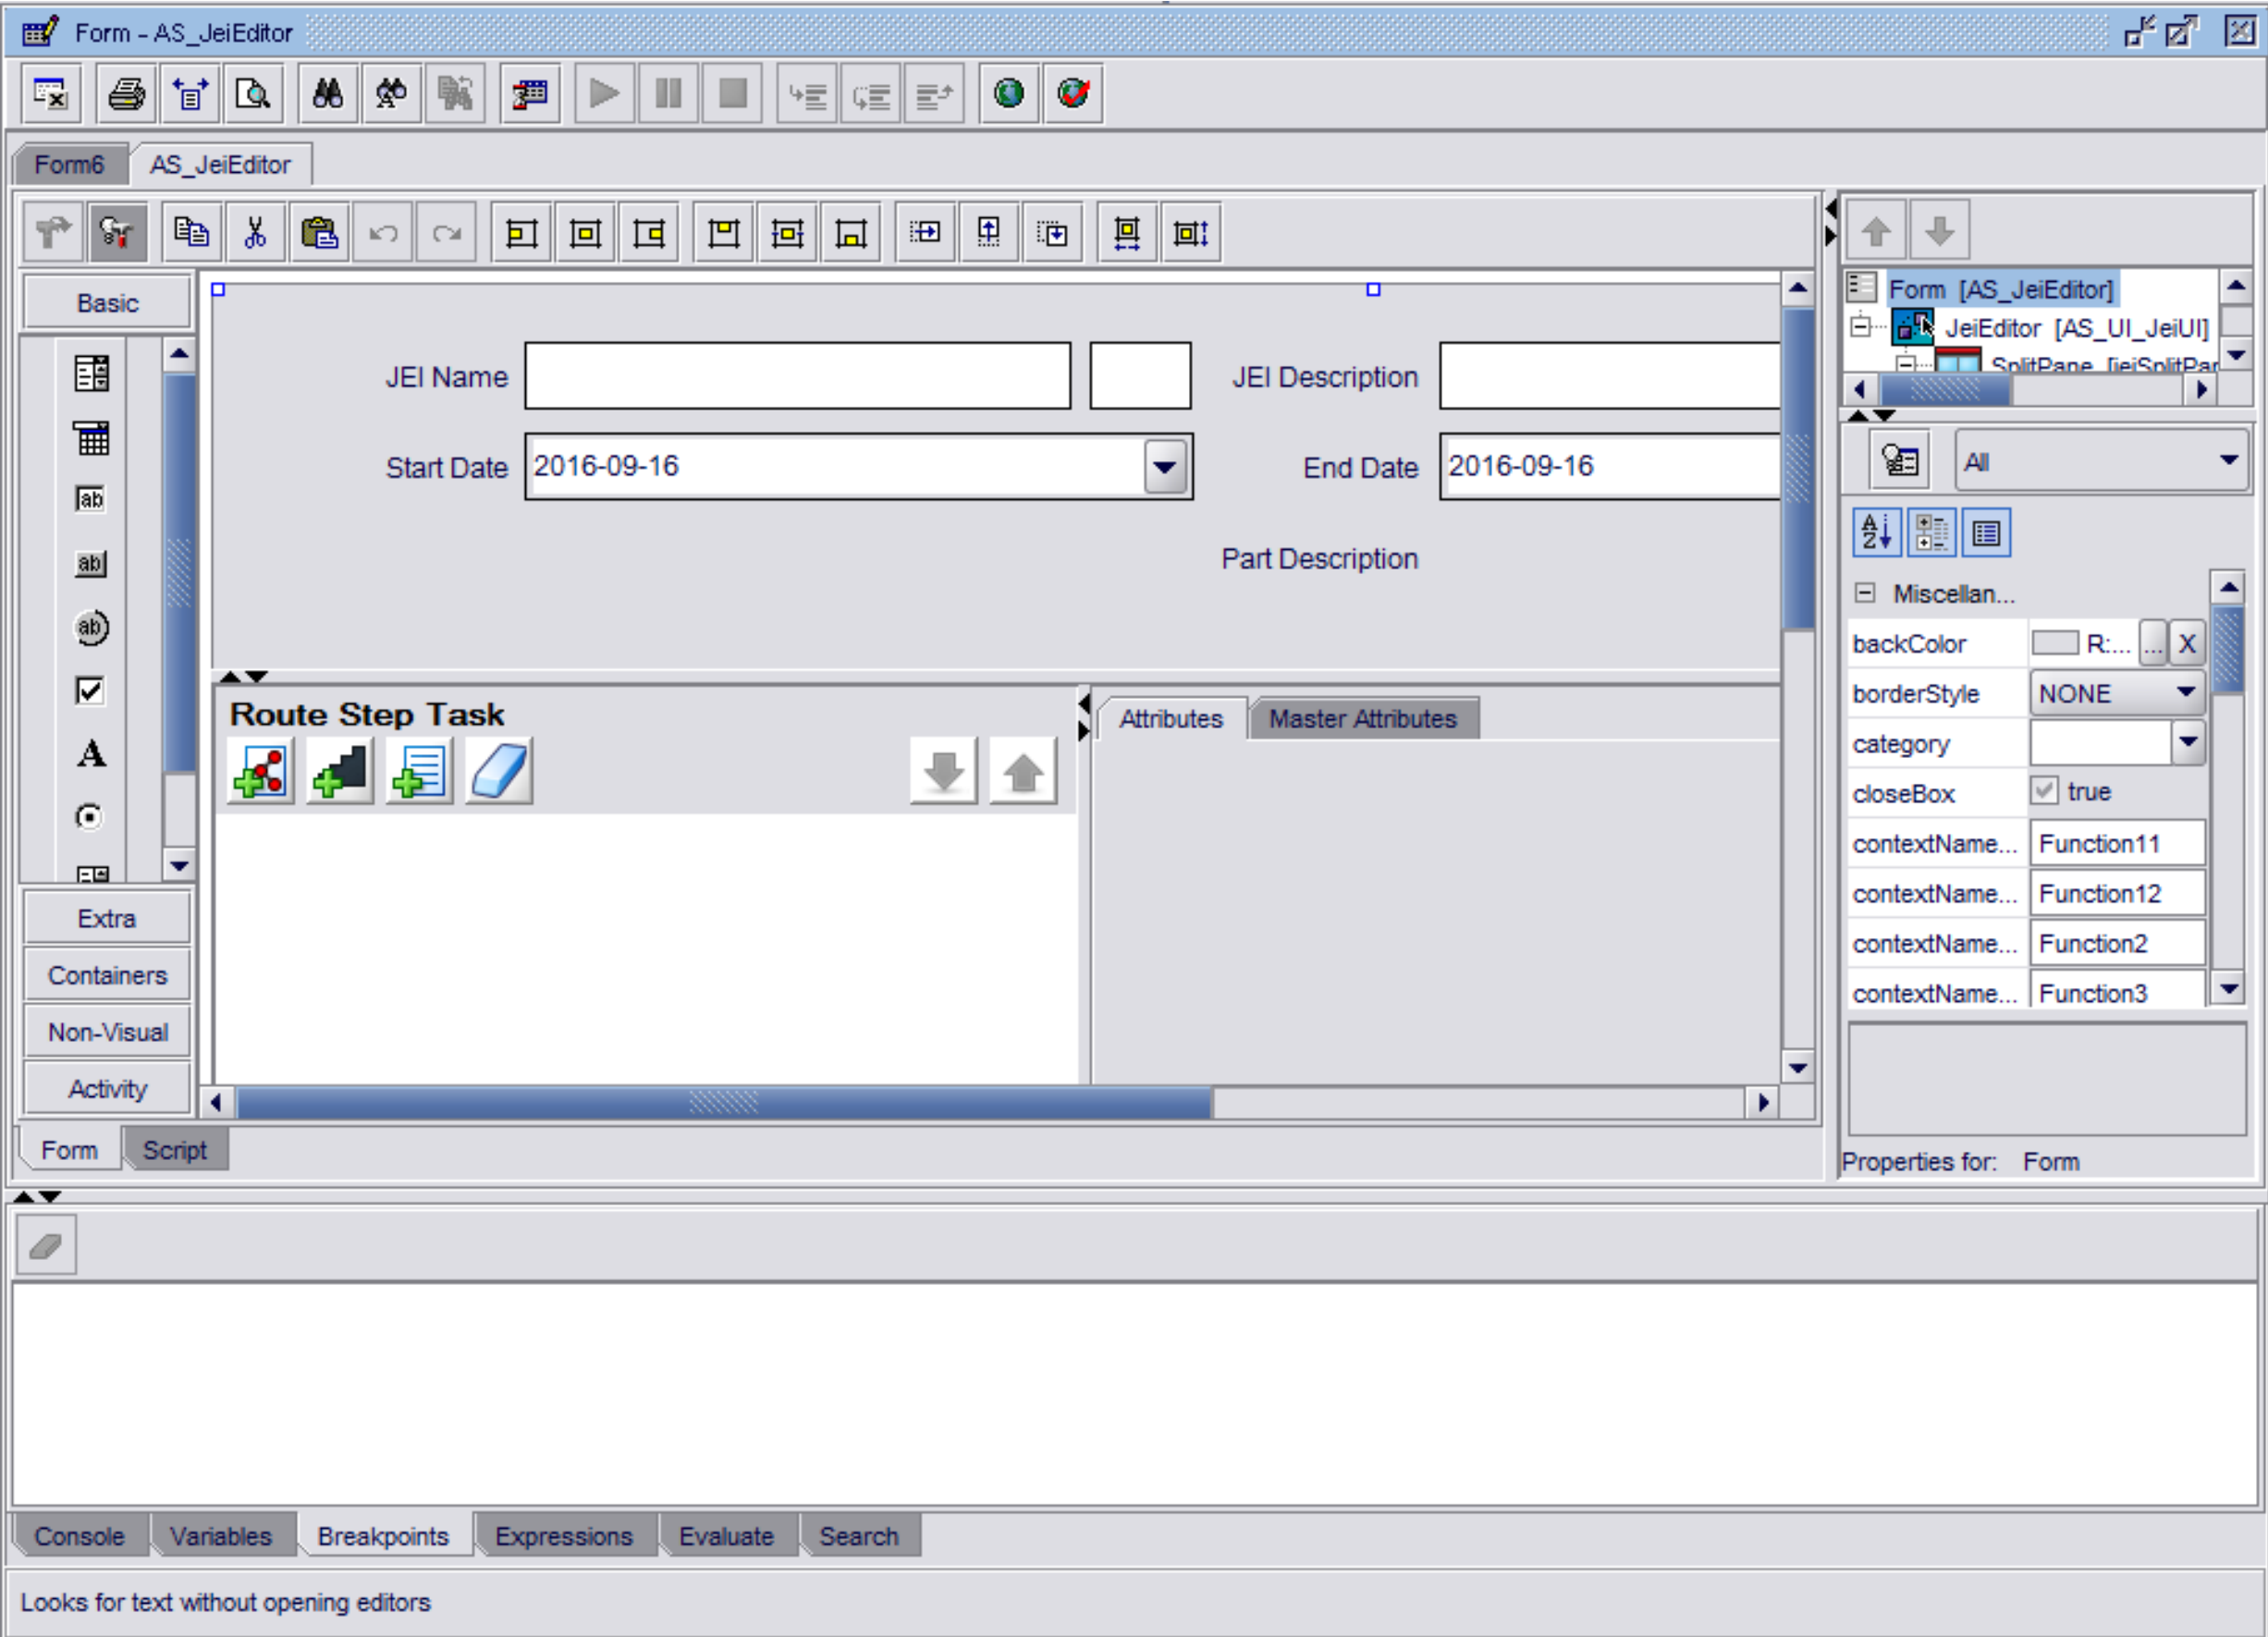 Form - AS_JeiEditor
Form6 AS_JeiEditor
Basic
Form [AS_JeiEditor]
JeiEditor [AS_UI_JeiUI]
SplitPane [jeiSplitPar
JEI Name JEI Description
Start Date 2016-09-16 End Date 2016-09-16
Part Description
All
Miscellan...
backColor R:... ... X
borderStyle NONE
category
closeBox true
contextName... Function11
contextName... Function12
contextName... Function2
contextName... Function3
Route Step Task
Attributes Master Attributes
Extra
Containers
Non-Visual
Activity
Form Script
Properties for: Form
Console Variables Breakpoints Expressions Evaluate Search
Looks for text without opening editors